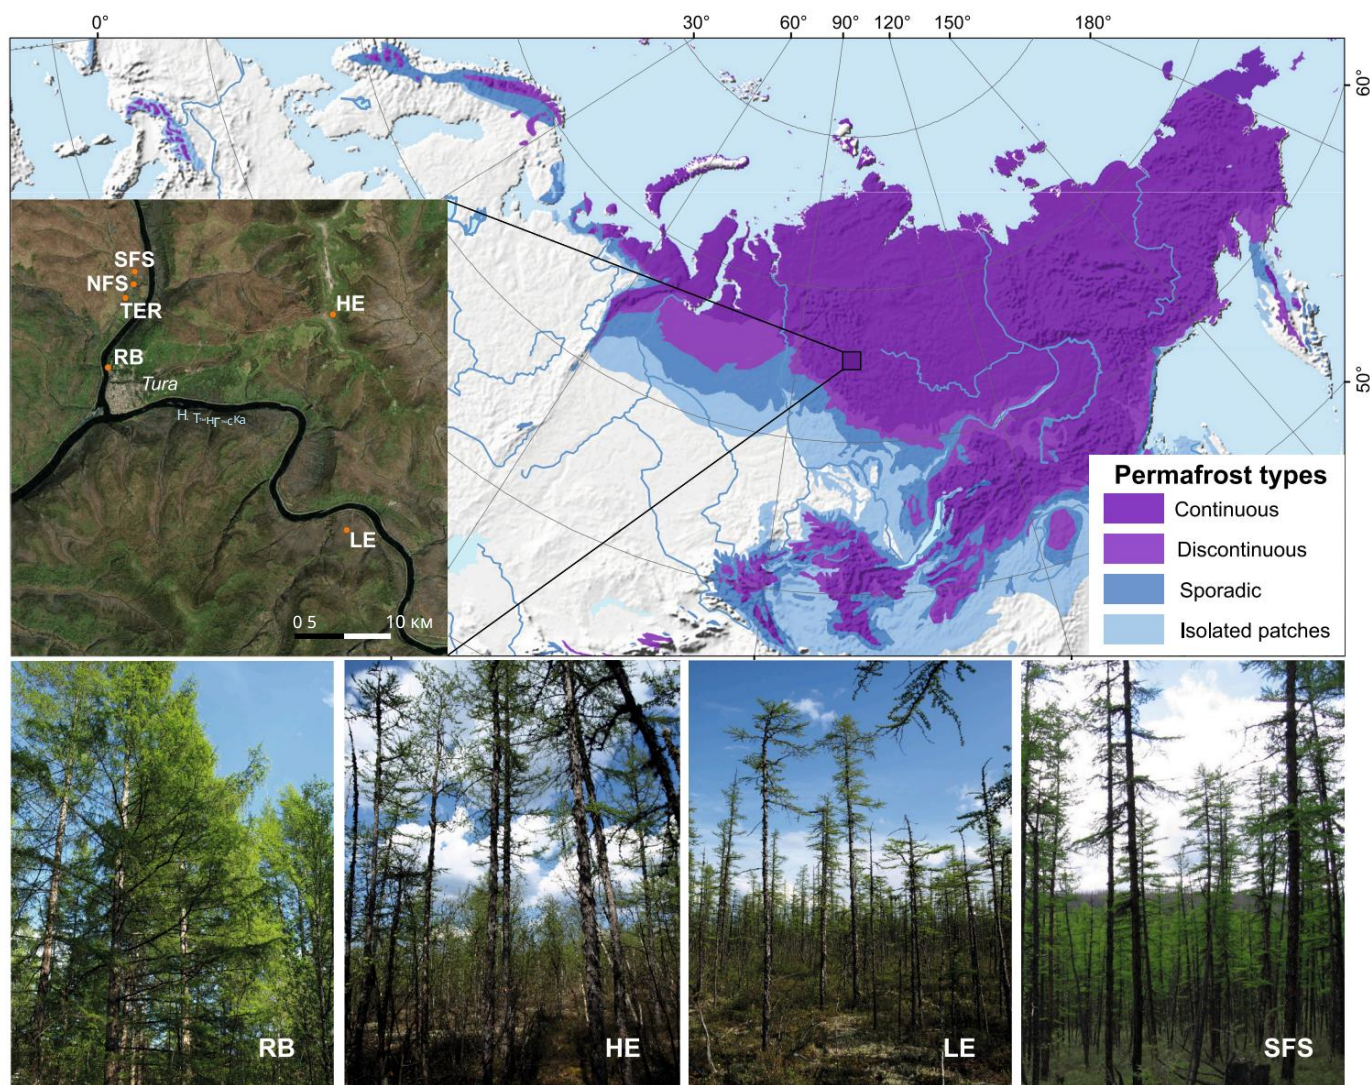 0° 30° 60° 90° 120° 150° 180°
60°
50°
SFS
NFS
TER
HE
RB
Tura
LE
0 5 10 км
Permafrost types
Continuous
Discontinuous
Sporadic
Isolated patches
RB HE LE SFS